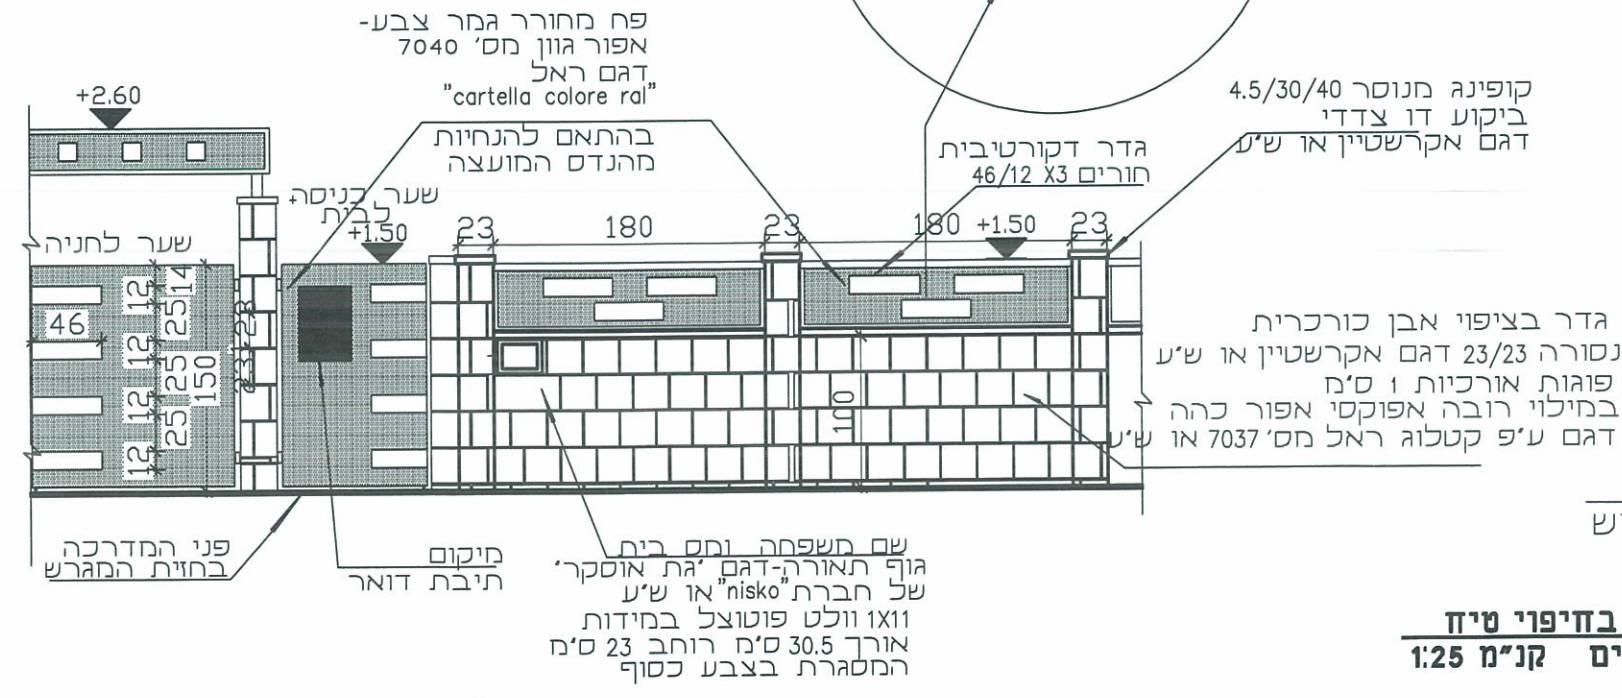 פח מחורר גמר צבע-
אפור גוון מס' 7040
דגם ראל
"cartella colore ral"
בהתאם להנחיות
מהנדס המועצה
+2.60
קופינג מנוסר 4.5/30/40
ביקוע דו צדדי
דגם אקרשטיין או ש"ע
גדר דקורטיבית
חורים 46/12 X3
שער כניסה
לבית
+1.50
23
180
23
180
+1.50
23
שער לחניה
46
12
12
12
12
14
25
25
25
150
23
100
גדר בציפוי אבן כורכרית
נסורה 23/23 דגם אקרשטיין או ש"ע
פוגות אורכיות 1 ס"מ
במילוי רובה אפוקסי אפור כהה
דגם ע"פ קטלוג ראל מס' 7037 או ש"ע
פני המדרכה
בחזית המגרש
מיקום
תיבת דואר
שם משפחה ומס בית
גוף תאורה-דגם 'גת אוסקר'
של חברת "nisko" או ש"ע
1X11 וולט פוטוצל במידות
אורך 30.5 ס"מ רוחב 23 ס"מ
המסגרת בצבע כסוף
בחיפוי טיח
קנ"מ 1:25